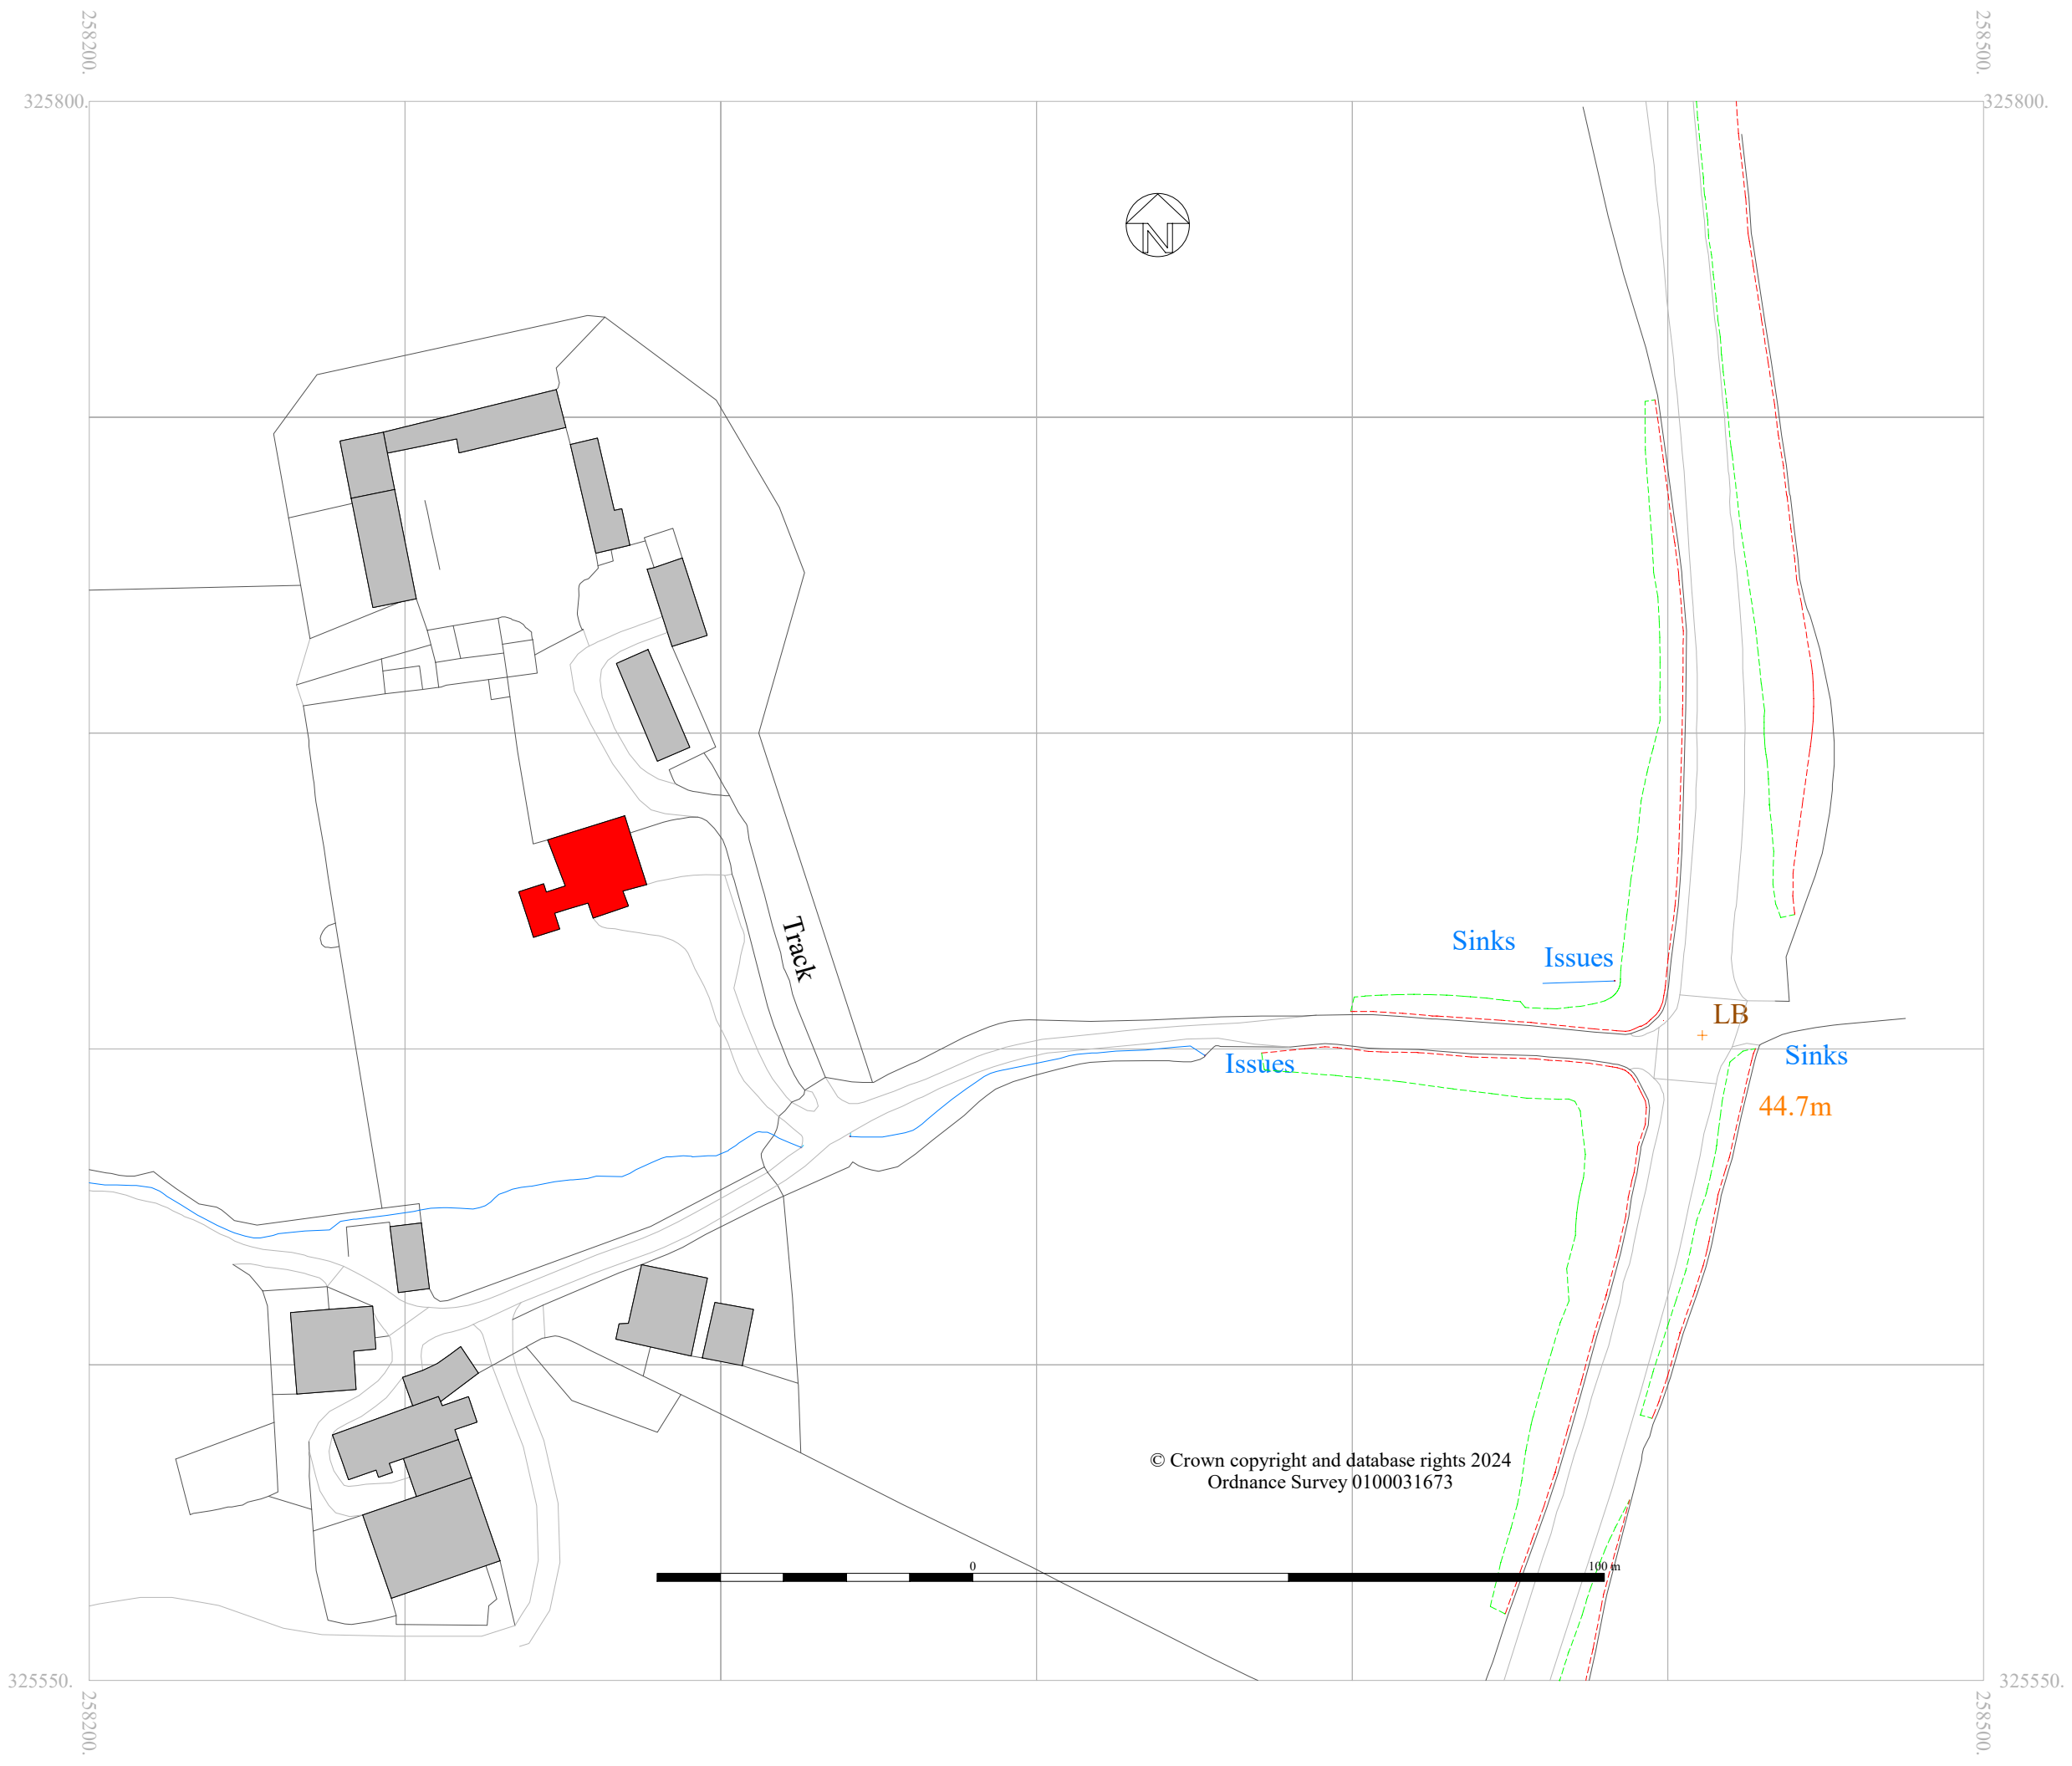 258200.
258500.
325800.
325800.
N
Track
Sinks
Issues
LB
Issues
Sinks
44.7m
© Crown copyright and database rights 2024
Ordnance Survey 0100031673
0
100 m
325550.
325550.
258200.
258500.